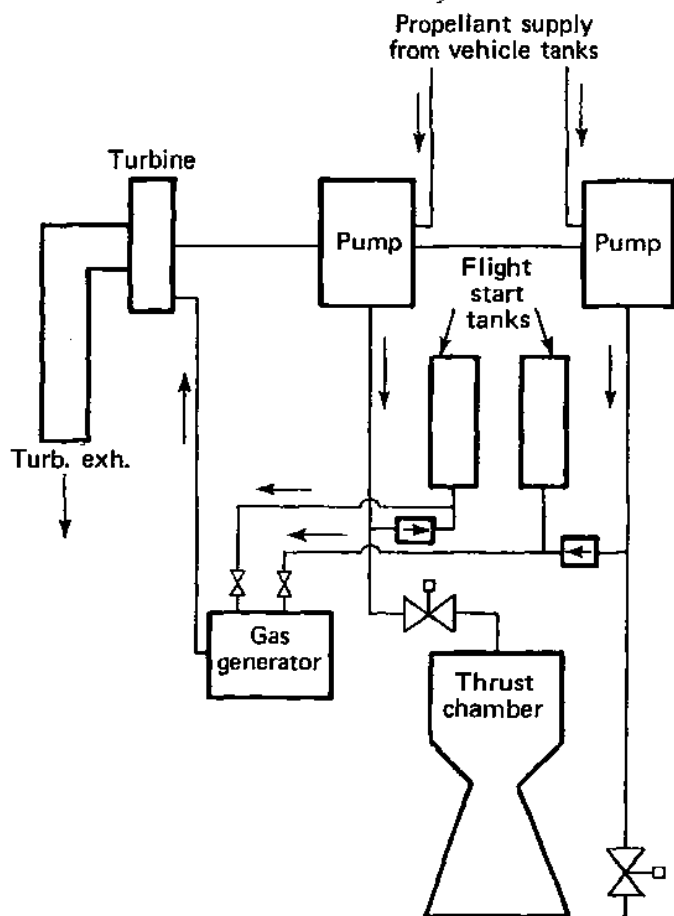 Propellant supply
from vehicle tanks
Turbine
Pump
Pump
Flight
start
tanks
Turb. exh.
Gas
generator
Thrust
chamber